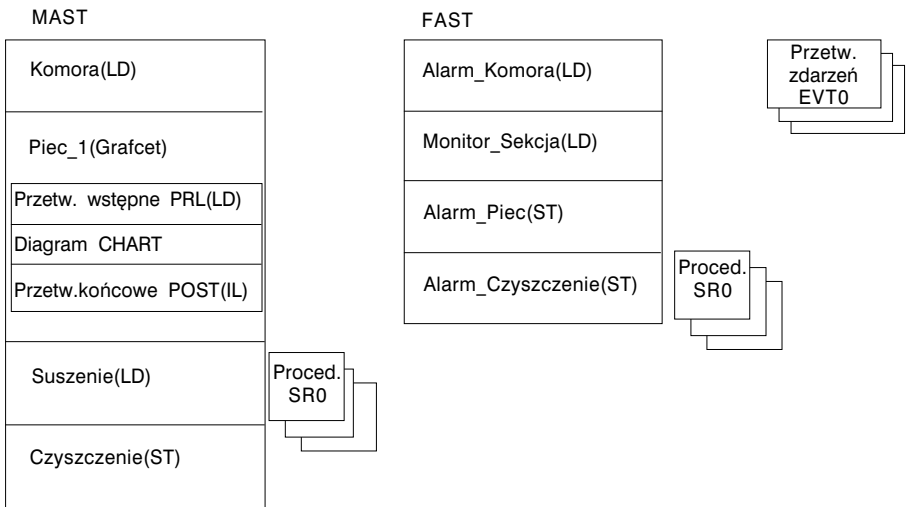 MAST
Komora(LD)
Piec_1(Grafcet)
Przetw. wstępne PRL(LD)
Diagram CHART
Przetw.końcowe POST(IL)
Suszenie(LD)
Proced.
SR0
Czyszczenie(ST)
FAST
Alarm_Komora(LD)
Monitor_Sekcja(LD)
Alarm_Piec(ST)
Alarm_Czyszczenie(ST)
Proced.
SR0
Przetw.
zdarzeń
EVT0